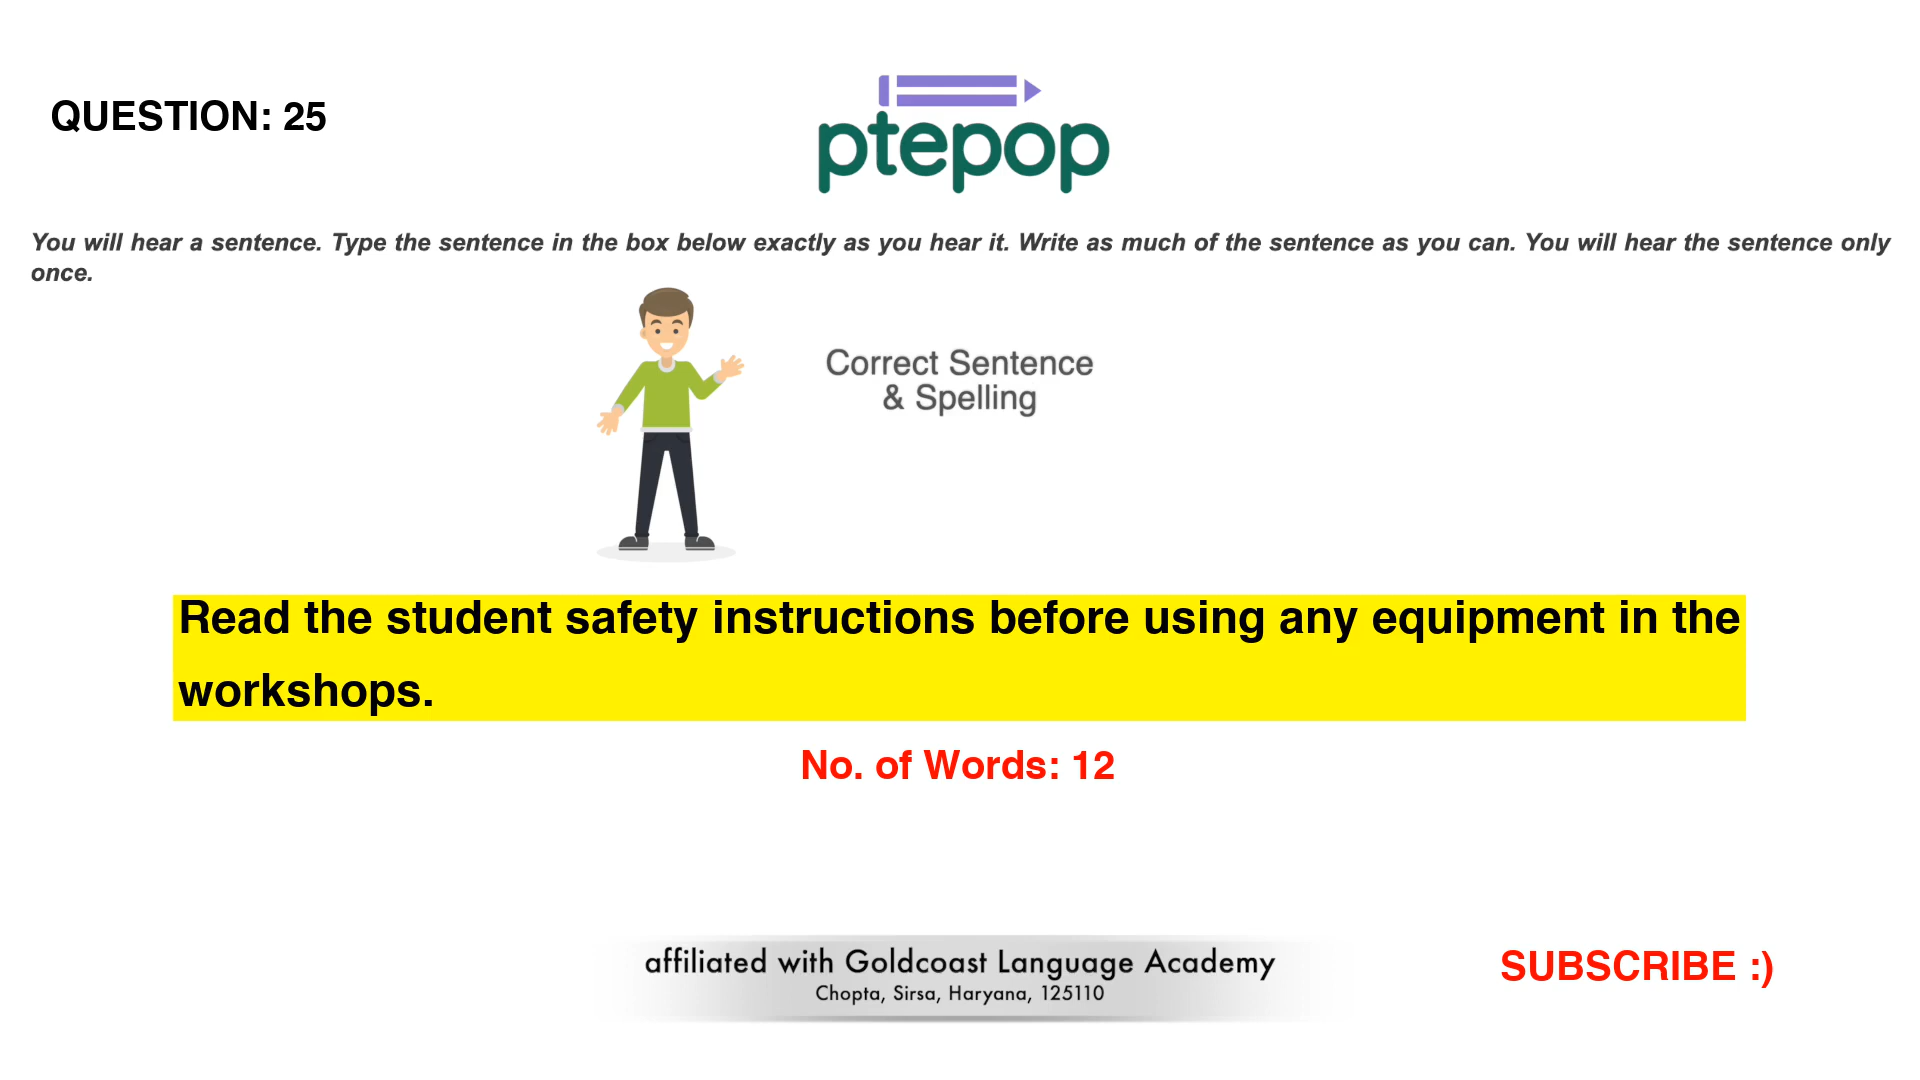 QUESTION: 25
ptepop
You will hear a sentence. Type the sentence in the box below exactly as you hear it. Write as much of the sentence as you can. You will hear the sentence only
once.
Correct Sentence
& Spelling
Read the student safety instructions before using any equipment in the
workshops.
No. of Words: 12
affiliated with Goldcoast Language Academy
Chopta, Sirsa, Haryana, 125110
SUBSCRIBE :)